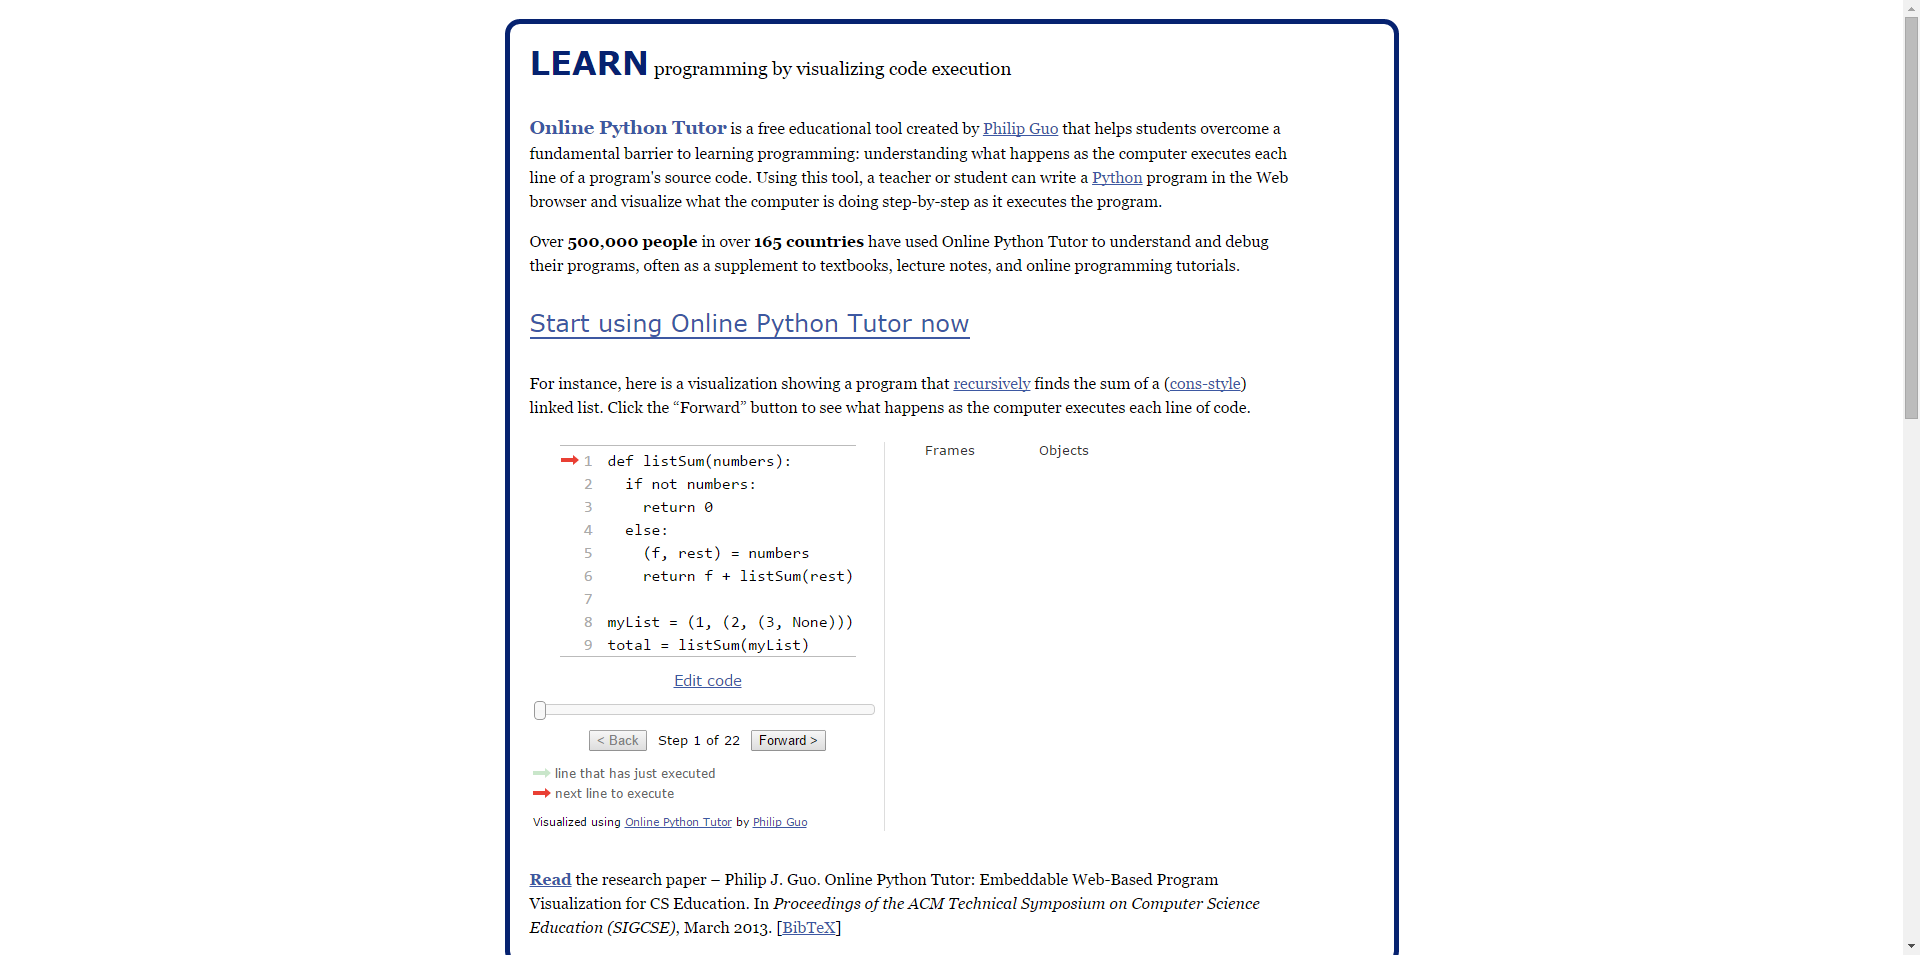 LEARN programming by visualizing code execution
Online Python Tutor is a free educational tool created by Philip Guo that helps students overcome a
fundamental barrier to learning programming: understanding what happens as the computer executes each
line of a program's source code. Using this tool, a teacher or student can write a Python program in the Web
browser and visualize what the computer is doing step-by-step as it executes the program.
Over 500,000 people in over 165 countries have used Online Python Tutor to understand and debug
their programs, often as a supplement to textbooks, lecture notes, and online programming tutorials.
Start using Online Python Tutor now
For instance, here is a visualization showing a program that recursively finds the sum of a (cons-style)
linked list. Click the “Forward” button to see what happens as the computer executes each line of code.
1 def listSum(numbers):
2   if not numbers:
3     return 0
4   else:
5     (f, rest) = numbers
6     return f + listSum(rest)
7
8 myList = (1, (2, (3, None)))
9 total = listSum(myList)
Edit code
< Back Step 1 of 22 Forward >
line that has just executed
next line to execute
Visualized using Online Python Tutor by Philip Guo
Frames Objects
Read the research paper – Philip J. Guo. Online Python Tutor: Embeddable Web-Based Program
Visualization for CS Education. In Proceedings of the ACM Technical Symposium on Computer Science
Education (SIGCSE), March 2013. [BibTeX]